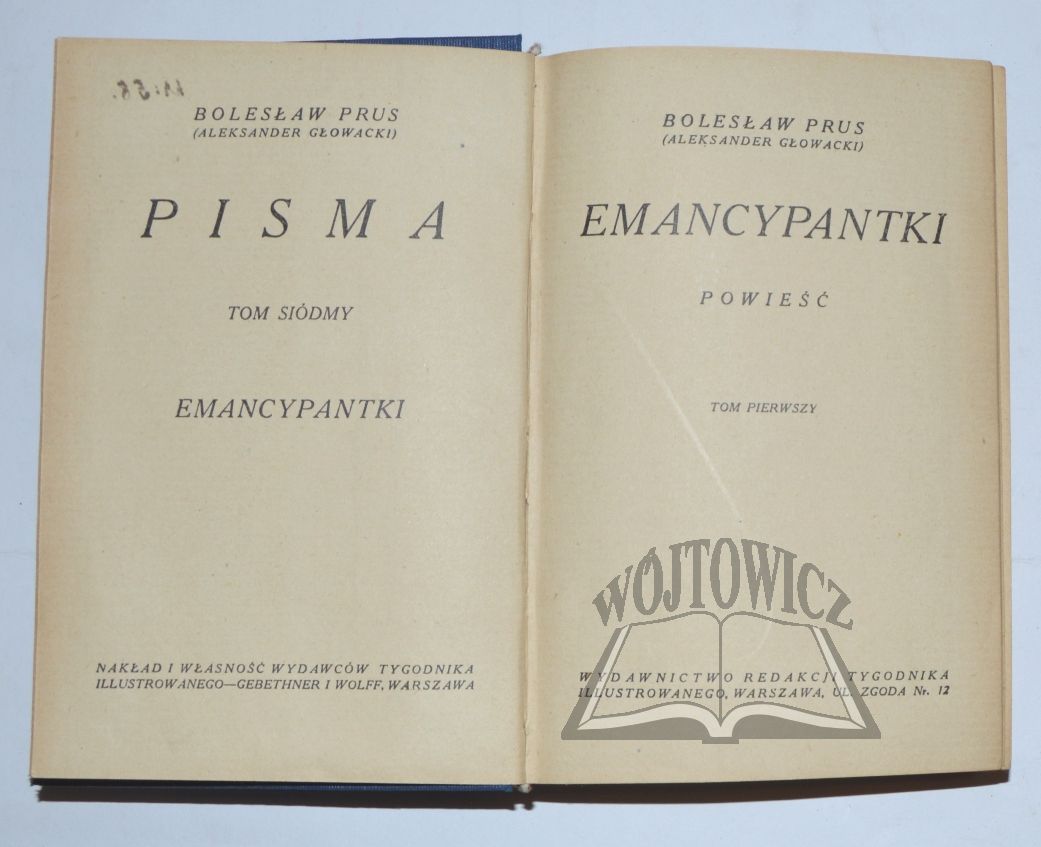 BOLESŁAW PRUS
(ALEKSANDER GŁOWACKI)
PISMA
TOM SIÓDMY
EMANCYPANTKI
NAKŁAD I WŁASNOŚĆ WYDAWCÓW TYGODNIKA
ILLUSTROWANEGO—GEBETHNER I WOLFF, WARSZAWA
BOLESŁAW PRUS
(ALEKSANDER GŁOWACKI)
EMANCYPANTKI
POWIEŚĆ
TOM PIERWSZY
WÓJTOWICZ
WYDAWNICTWO REDAKCJI TYGODNIKA
ILLUSTROWANEGO, WARSZAWA, UL. ZGODA Nr. 12